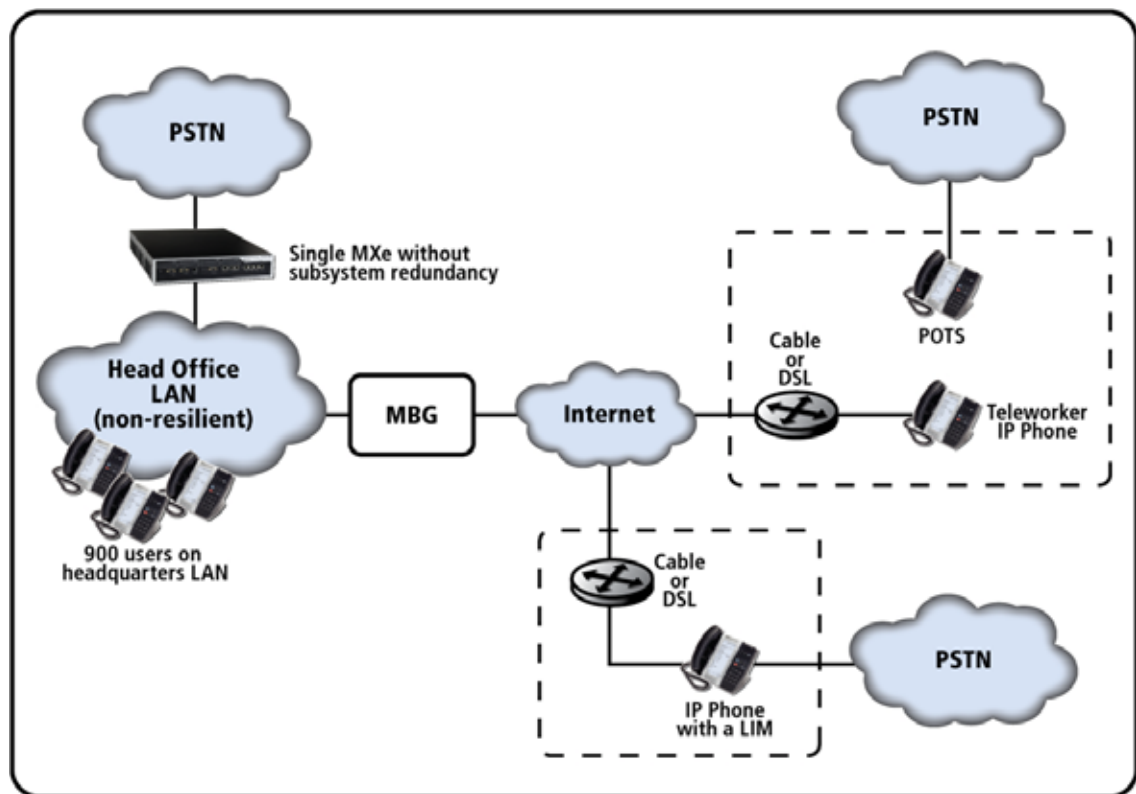 PSTN
Single MXe without
subsystem redundancy
Head Office
LAN
(non-resilient)
900 users on
headquarters LAN
MBG
Internet
PSTN
POTS
Cable
or
DSL
Teleworker
IP Phone
Cable
or
DSL
IP Phone
with a LIM
PSTN